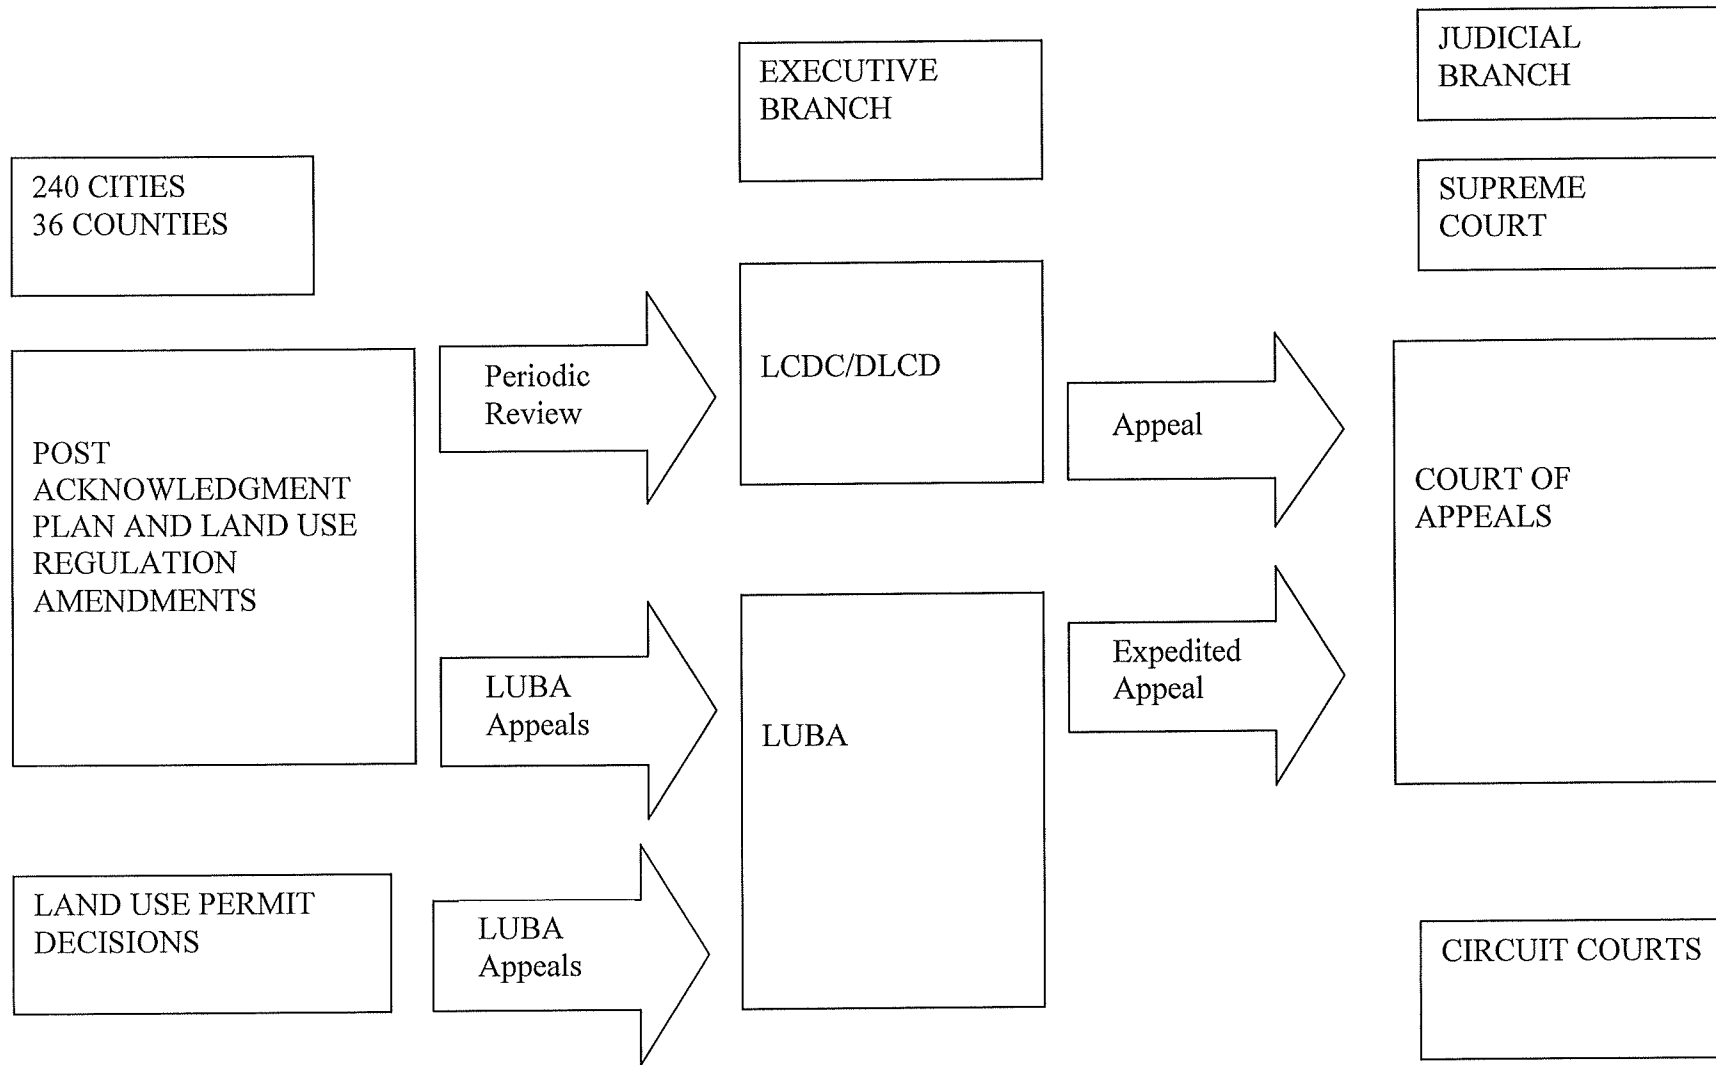 240 CITIES
36 COUNTIES
EXECUTIVE
BRANCH
JUDICIAL
BRANCH
SUPREME
COURT
POST
ACKNOWLEDGMENT
PLAN AND LAND USE
REGULATION
AMENDMENTS
Periodic
Review
LCDC/DLCD
Appeal
COURT OF
APPEALS
LUBA
Appeals
LUBA
Expedited
Appeal
LAND USE PERMIT
DECISIONS
LUBA
Appeals
CIRCUIT COURTS